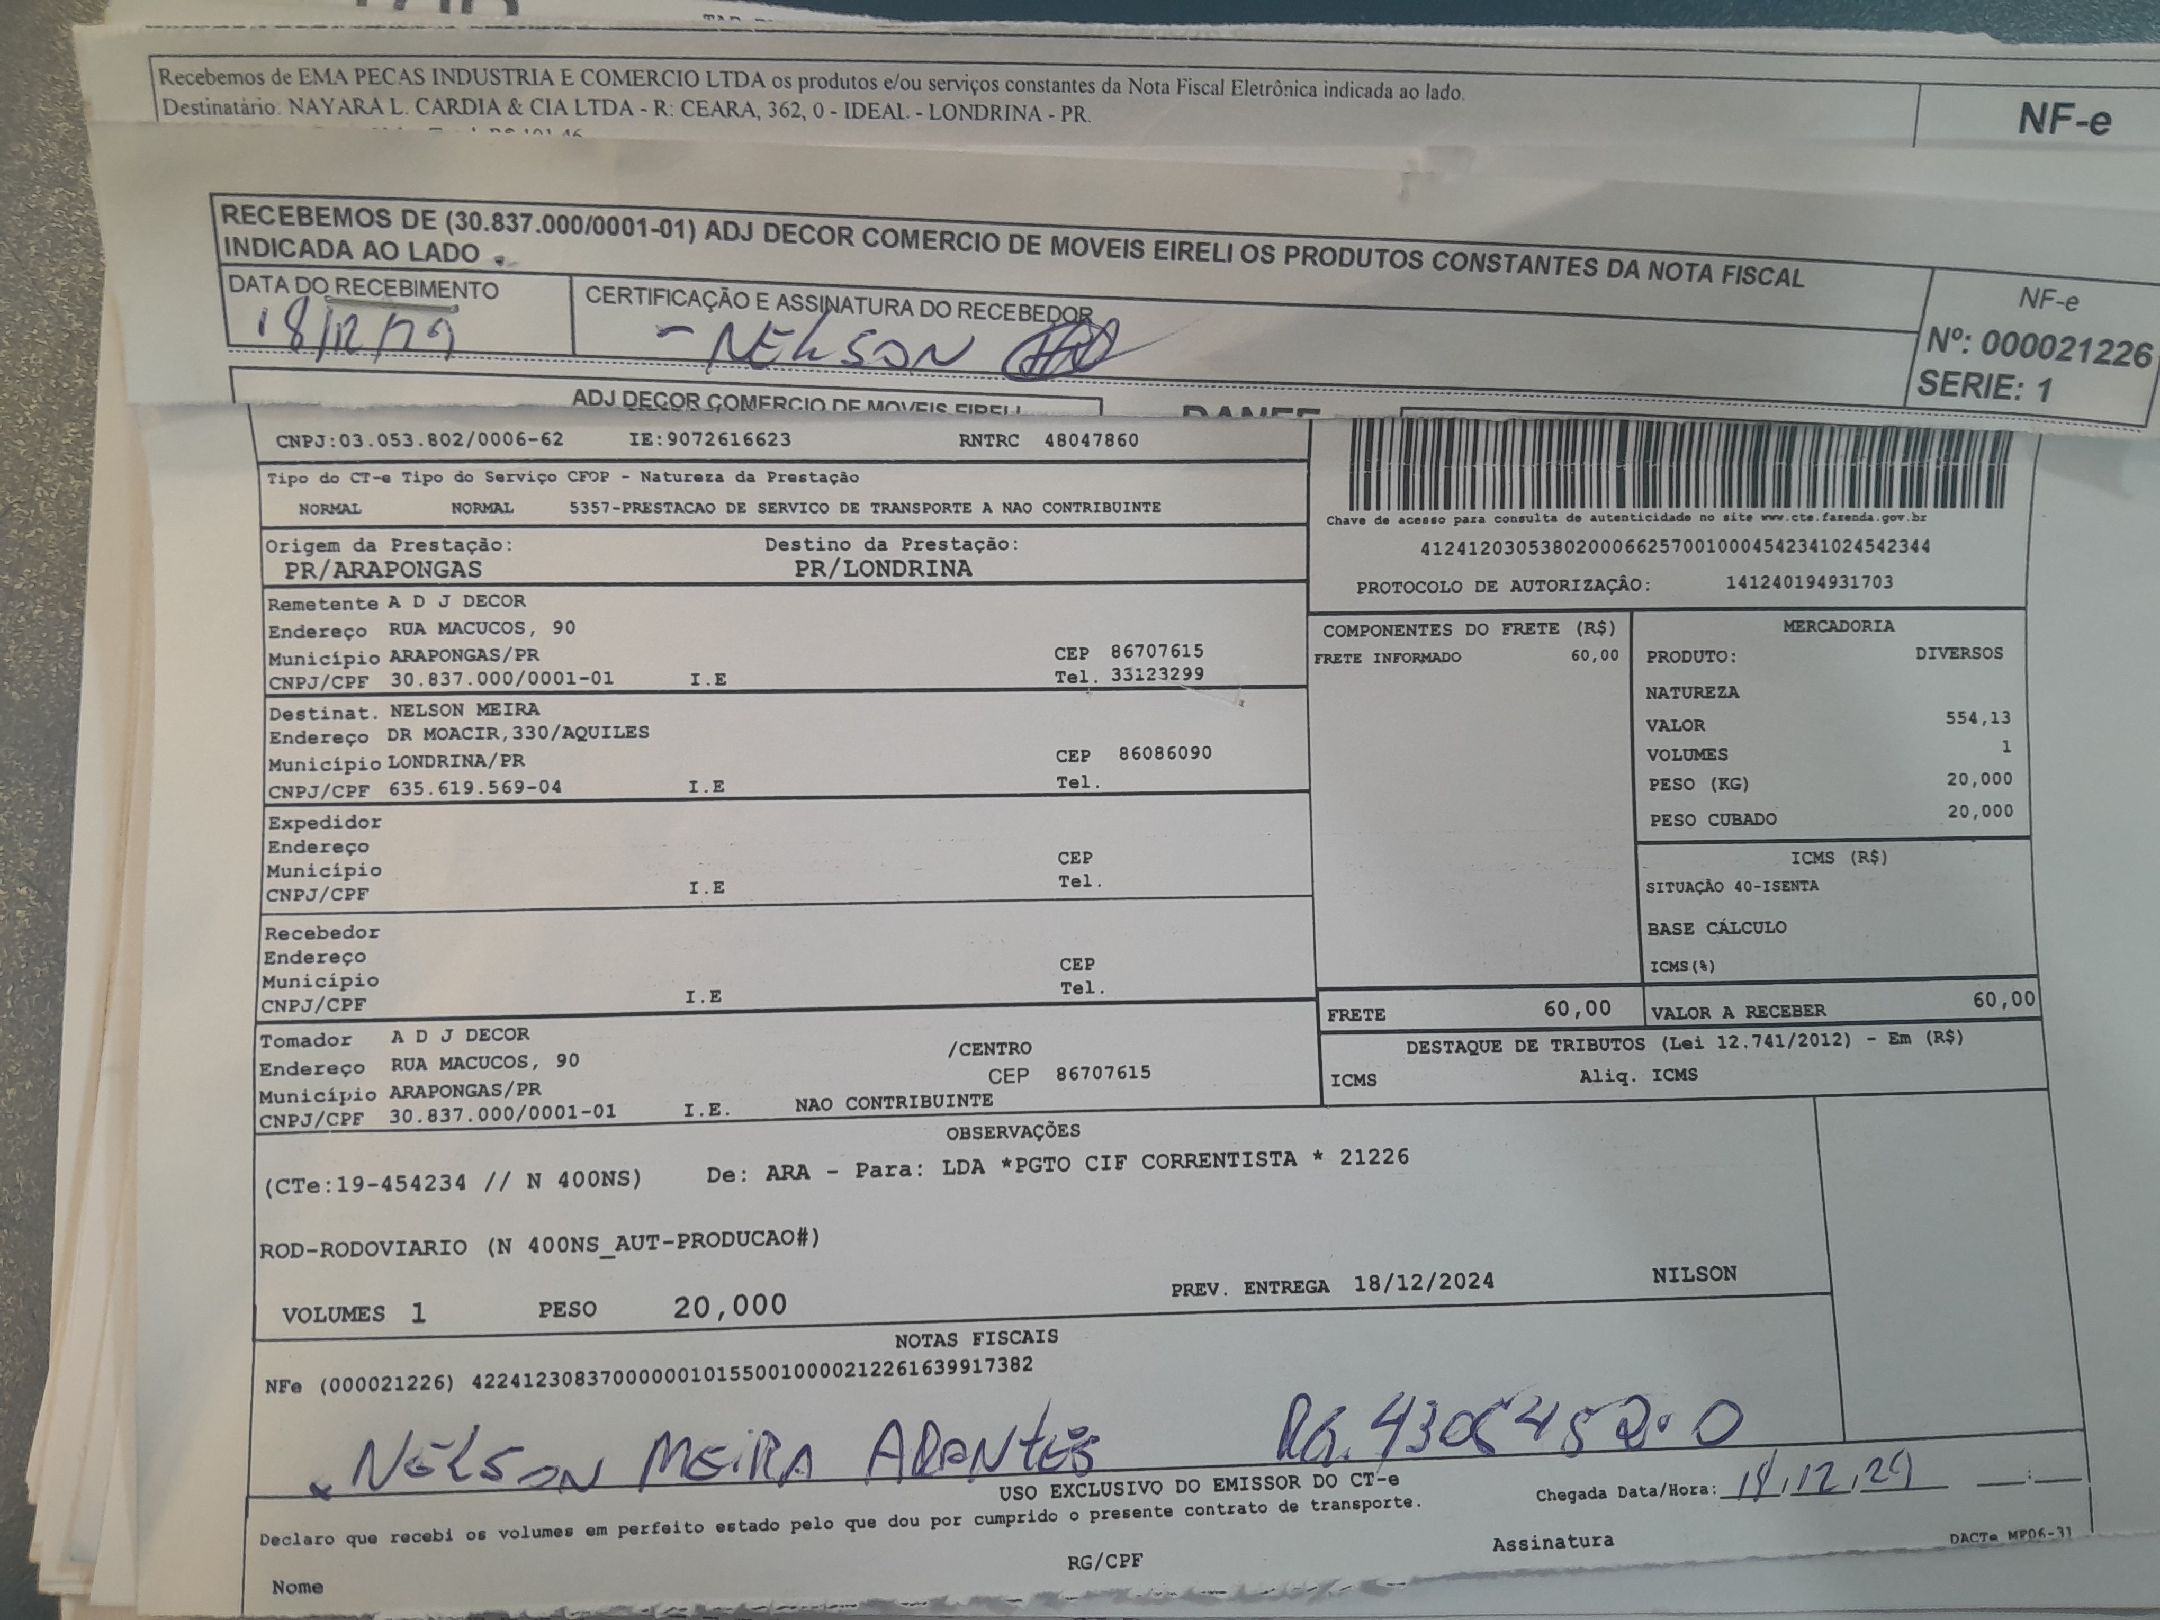 Recebemos de EMA PECAS INDUSTRIA E COMERCIO LTDA os produtos e/ou serviços constantes da Nota Fiscal Eletrônica indicada ao lado.
Destinatário: NAYARA L. CARDIA & CIA LTDA - R: CEARA, 362, 0 - IDEAL - LONDRINA - PR.
NF-e
RECEBEMOS DE (30.837.000/0001-01) ADJ DECOR COMERCIO DE MOVEIS EIRELI OS PRODUTOS CONSTANTES DA NOTA FISCAL
INDICADA AO LADO
DATA DO RECEBIMENTO
CERTIFICAÇÃO E ASSINATURA DO RECEBEDOR
NF-e
Nº: 000021226
SERIE: 1
18/12/
- NELSON
ADJ DECOR COMERCIO DE MOVEIS EIRELI
DANFE
CNPJ:03.053.802/0006-62 IE:9072616623 RNTRC 48047860
Tipo do CT-e Tipo do Serviço CFOP - Natureza da Prestação
NORMAL NORMAL 5357-PRESTACAO DE SERVICO DE TRANSPORTE A NAO CONTRIBUINTE
Chave de acesso para consulta de autenticidade no site www.cte.fazenda.gov.br
41241203053802000662570010004542341024542344
PROTOCOLO DE AUTORIZAÇÂO: 141240194931703
Origem da Prestação: Destino da Prestação:
PR/ARAPONGAS PR/LONDRINA
Remetente A D J DECOR
Endereço RUA MACUCOS, 90
Município ARAPONGAS/PR CEP 86707615
CNPJ/CPF 30.837.000/0001-01 I.E Tel. 33123299
Destinat. NELSON MEIRA
Endereço DR MOACIR,330/AQUILES
Município LONDRINA/PR CEP 86086090
CNPJ/CPF 635.619.569-04 I.E Tel.
Expedidor
Endereço
Município CEP
CNPJ/CPF I.E Tel.
Recebedor
Endereço
Município CEP
CNPJ/CPF I.E Tel.
Tomador A D J DECOR
Endereço RUA MACUCOS, 90 /CENTRO
Município ARAPONGAS/PR CEP 86707615
CNPJ/CPF 30.837.000/0001-01 I.E. NAO CONTRIBUINTE
COMPONENTES DO FRETE (R$)
FRETE INFORMADO 60,00
MERCADORIA
PRODUTO: DIVERSOS
NATUREZA
VALOR 554,13
VOLUMES 1
PESO (KG) 20,000
PESO CUBADO 20,000
ICMS (R$)
SITUAÇÃO 40-ISENTA
BASE CÁLCULO
ICMS(%)
FRETE 60,00 VALOR A RECEBER 60,00
DESTAQUE DE TRIBUTOS (Lei 12.741/2012) - Em (R$)
ICMS Aliq. ICMS
OBSERVAÇÕES
(CTe:19-454234 // N 400NS) De: ARA - Para: LDA *PGTO CIF CORRENTISTA * 21226
ROD-RODOVIARIO (N 400NS_AUT-PRODUCAO#)
VOLUMES 1 PESO 20,000 PREV. ENTREGA 18/12/2024 NILSON
NOTAS FISCAIS
NFe (000021226) 42241230837000000101550010000212261639917382
NELSON MEIRA ARANTES
USO EXCLUSIVO DO EMISSOR DO CT-e
Chegada Data/Hora: __:__
Declaro que recebi os volumes em perfeito estado pelo que dou por cumprido o presente contrato de transporte.
Nome RG/CPF Assinatura DACTe MP06-31